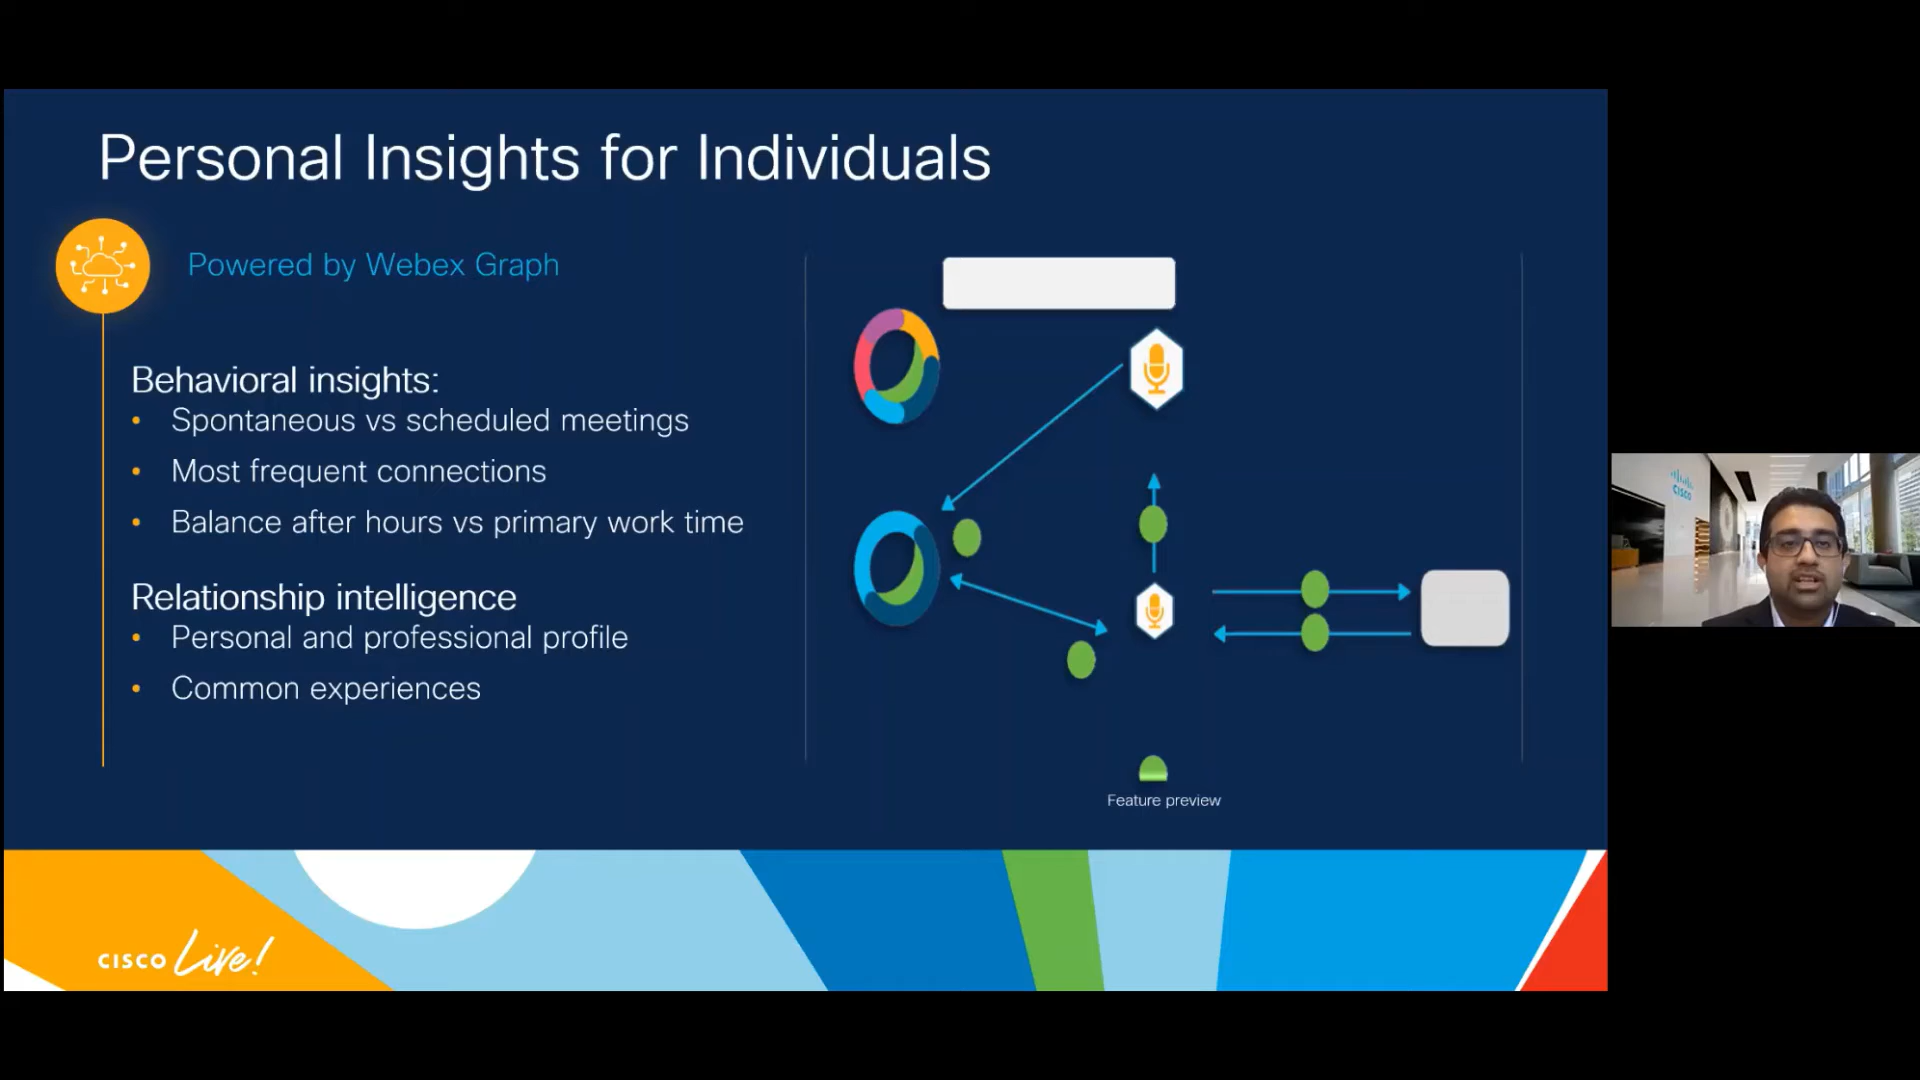 Personal Insights for Individuals
Powered by Webex Graph
Behavioral insights:
• Spontaneous vs scheduled meetings
• Most frequent connections
• Balance after hours vs primary work time
Relationship intelligence
• Personal and professional profile
• Common experiences
Feature preview
CISCO Live!
CISCO